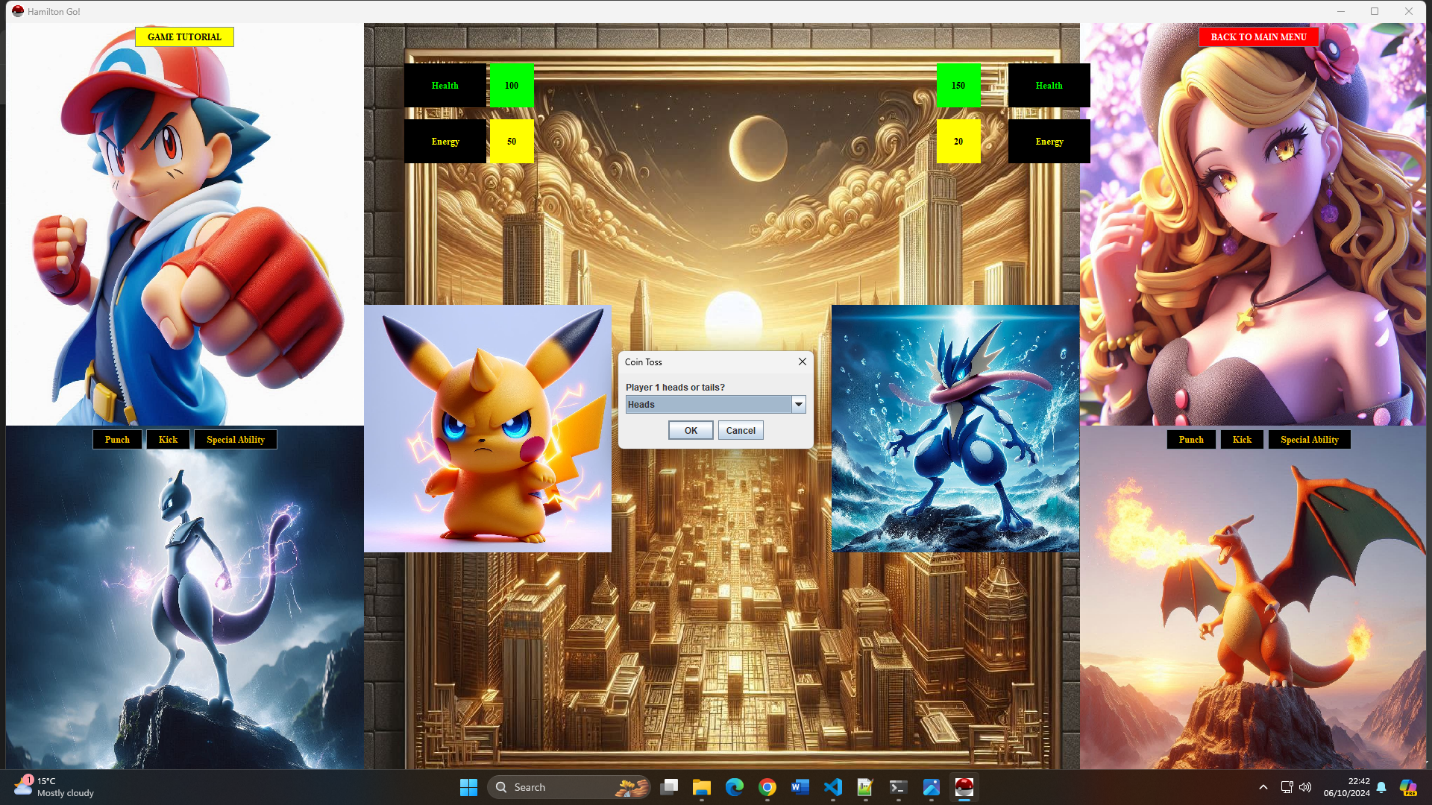 Hamilton Go!
GAME TUTORIAL
BACK TO MAIN MENU
Health 100
150 Health
Energy 50
20 Energy
Coin Toss
Player 1 heads or tails?
Heads
OK Cancel
Punch Kick Special Ability
Punch Kick Special Ability
1
15°C
Mostly cloudy
Search
22:42
06/10/2024